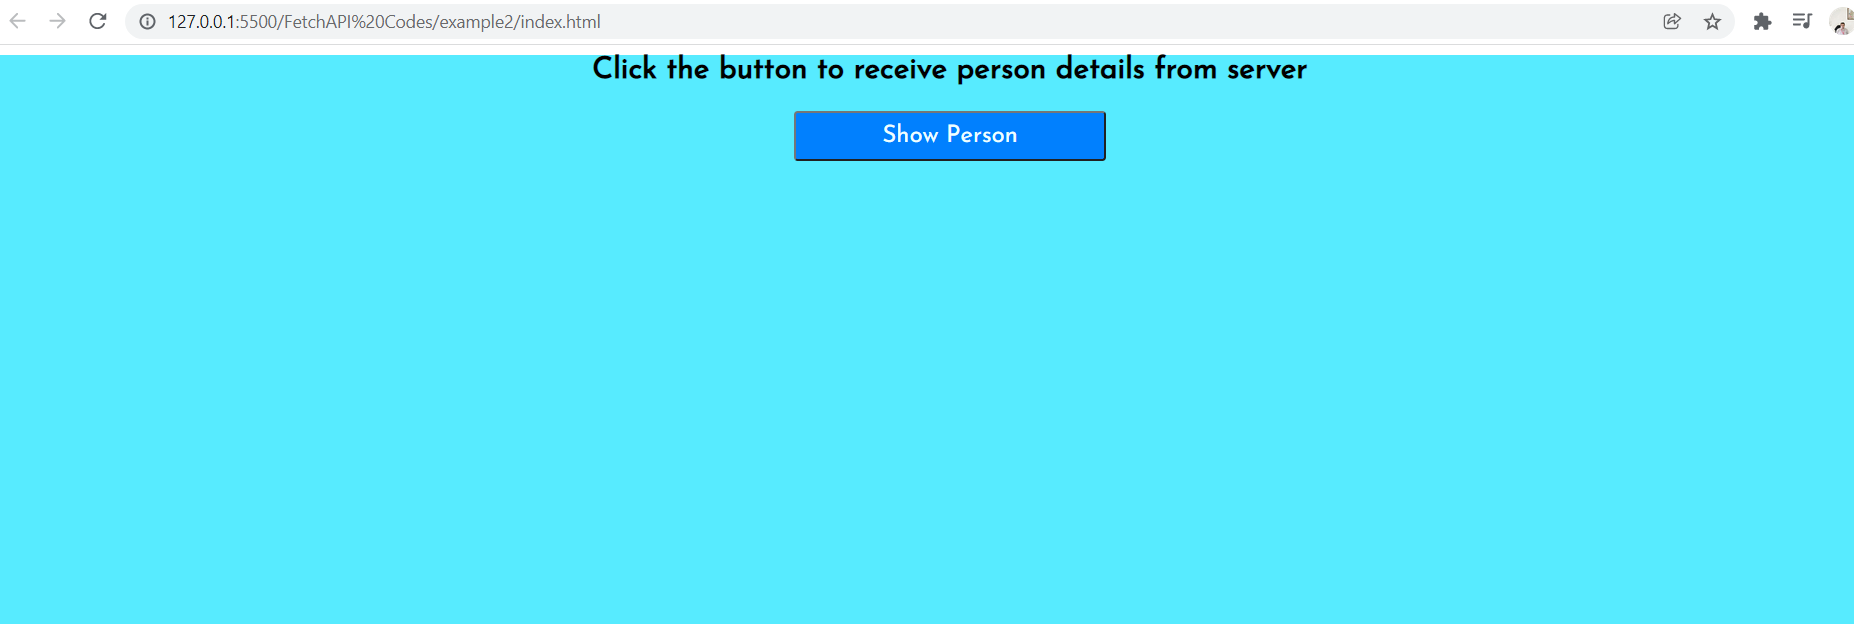 127.0.0.1:5500/FetchAPI%20Codes/example2/index.html
Click the button to receive person details from server
Show Person